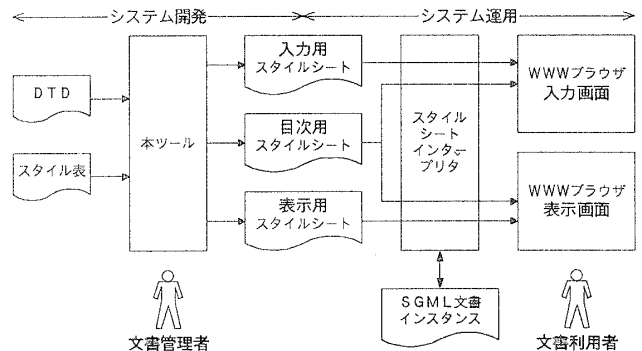 システム開発
システム運用
DTD
スタイル表
本ツール
入力用
スタイルシート
目次用
スタイルシート
表示用
スタイルシート
スタイル
シート
インター
プリタ
WWWブラウザ
入力画面
WWWブラウザ
表示画面
SGML文書
インスタンス
文書管理者
文書利用者